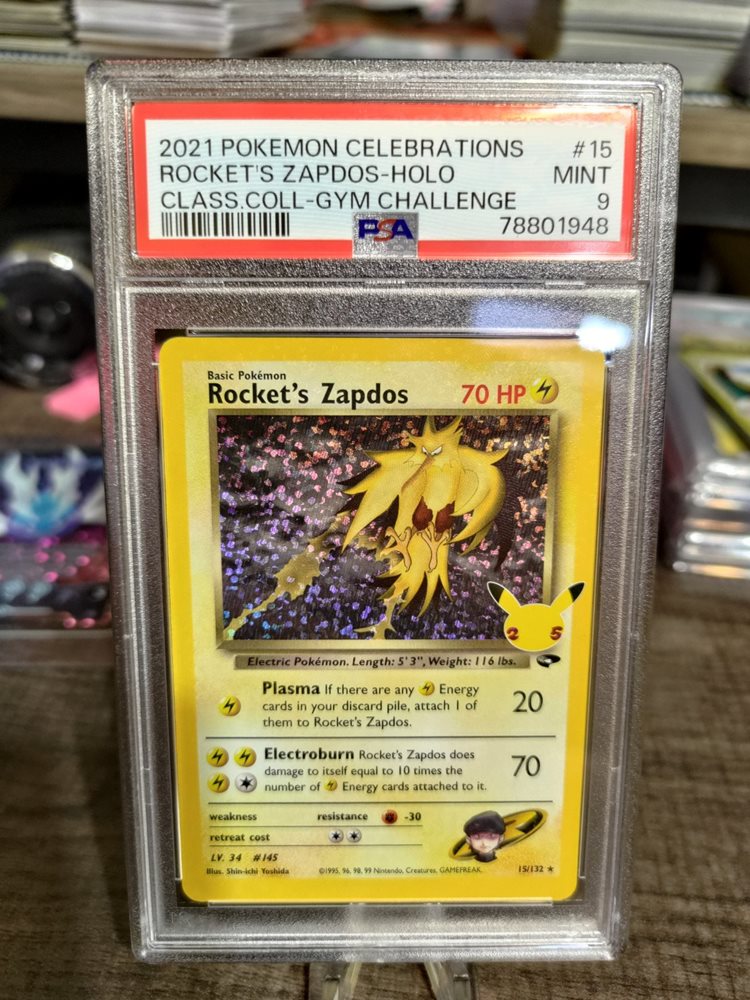 2021 POKEMON CELEBRATIONS #15
ROCKET'S ZAPDOS-HOLO MINT
CLASS.COLL-GYM CHALLENGE 9
PSA 78801948
Basic Pokémon
Rocket's Zapdos 70 HP
25
Electric Pokémon. Length: 5'3", Weight: 116 lbs.
Plasma If there are any Energy
cards in your discard pile, attach 1 of
them to Rocket's Zapdos.
20
Electroburn Rocket's Zapdos does
damage to itself equal to 10 times the
number of Energy cards attached to it.
70
weakness resistance -30
retreat cost
LV. 34 #145
Illus. Shin-ichi Yoshida ©1995, 96, 98, 99 Nintendo, Creatures, GAMEFREAK. 15/132 ★